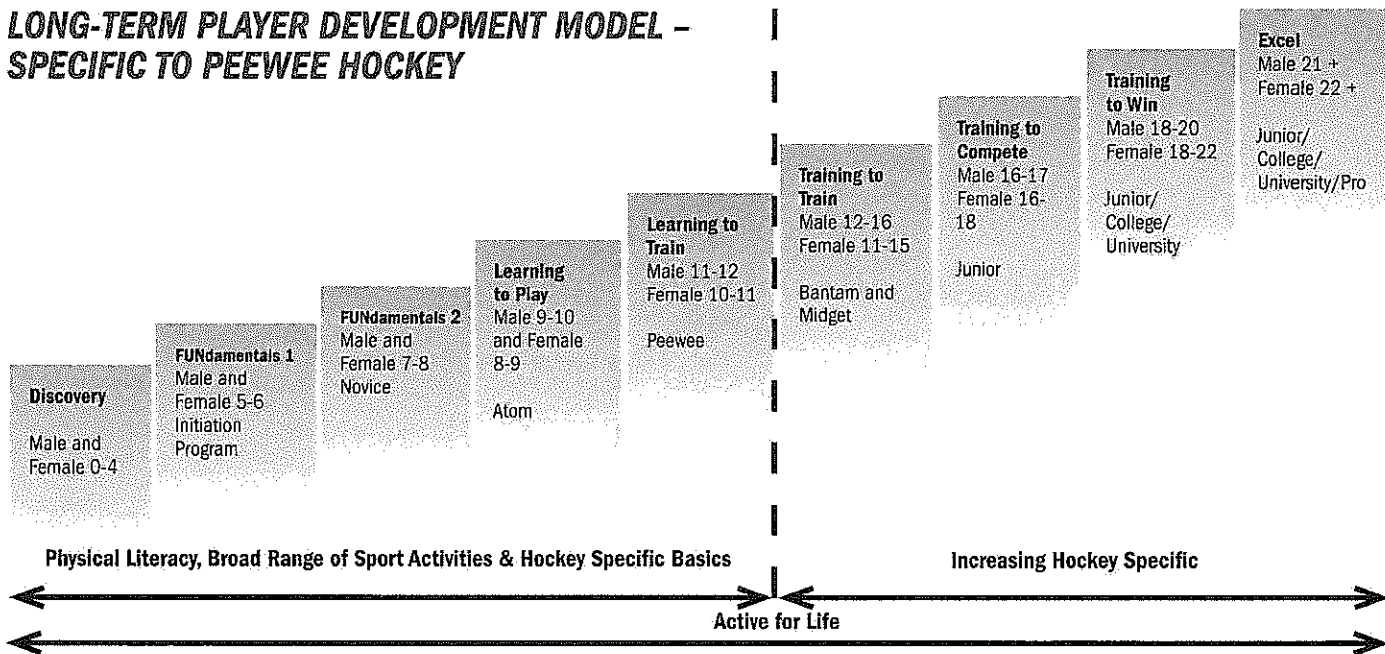 LONG-TERM PLAYER DEVELOPMENT MODEL –
SPECIFIC TO PEEWEE HOCKEY
Discovery
Male and
Female 0-4
FUNdamentals 1
Male and
Female 5-6
Initiation
Program
FUNdamentals 2
Male and
Female 7-8
Novice
Learning
to Play
Male 9-10
and Female
8-9
Atom
Learning to
Train
Male 11-12
Female 10-11
Peewee
Training to
Train
Male 12-16
Female 11-15
Bantam and
Midget
Training to
Compete
Male 16-17
Female 16-
18
Junior
Training
to Win
Male 18-20
Female 18-22
Junior/
College/
University
Excel
Male 21 +
Female 22 +
Junior/
College/
University/Pro
Physical Literacy, Broad Range of Sport Activities & Hockey Specific Basics
Increasing Hockey Specific
Active for Life